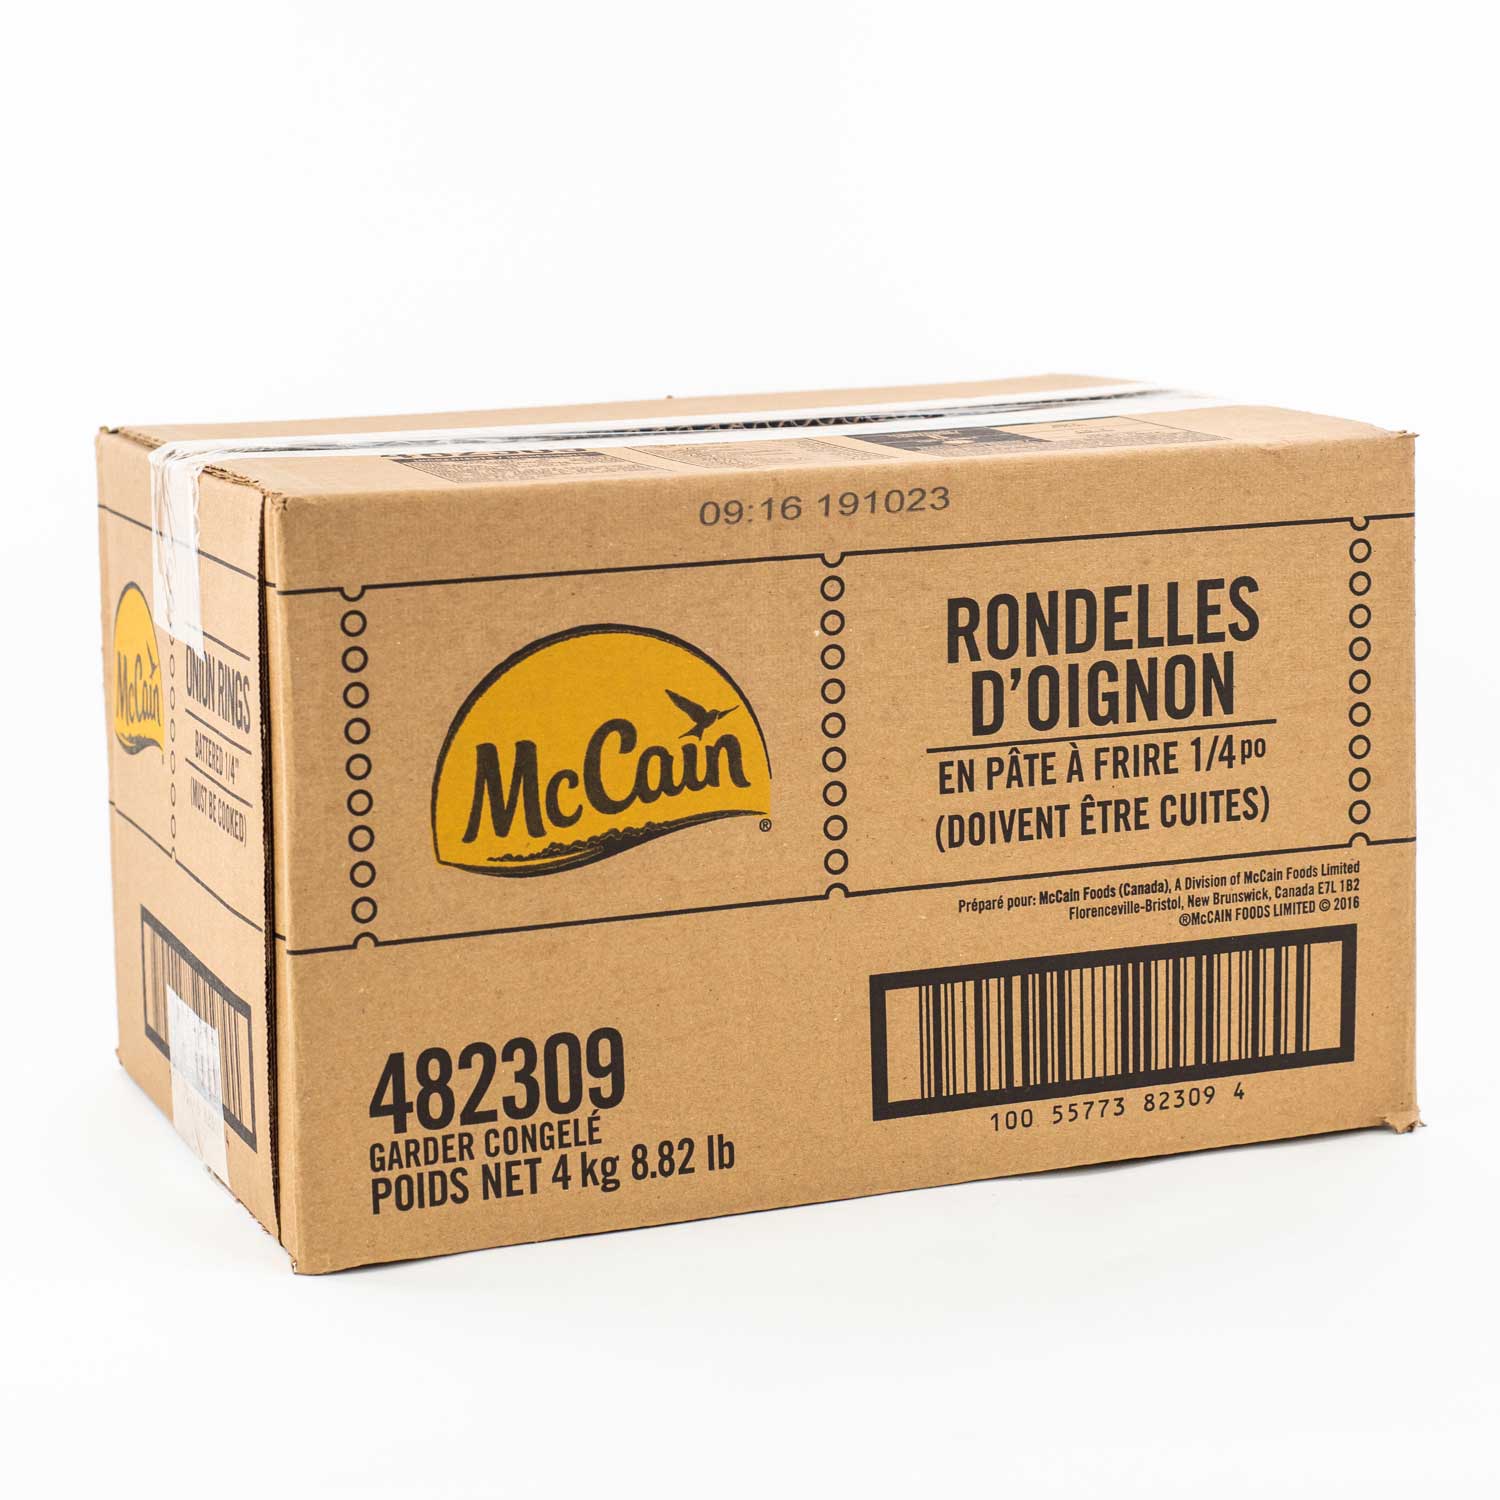 09:16 191023
McCain
®
RONDELLES
D'OIGNON
EN PÂTE À FRIRE 1/4 po
(DOIVENT ÊTRE CUITES)
Préparé pour: McCain Foods (Canada), A Division of McCain Foods Limited
Florenceville-Bristol, New Brunswick, Canada E7L 1B2
®McCAIN FOODS LIMITED © 2016
482309
GARDER CONGELÉ
POIDS NET 4 kg 8.82 lb
100 55773 82309 4
McCain
ONION RINGS
BATTERED 1/4"
(MUST BE COOKED)